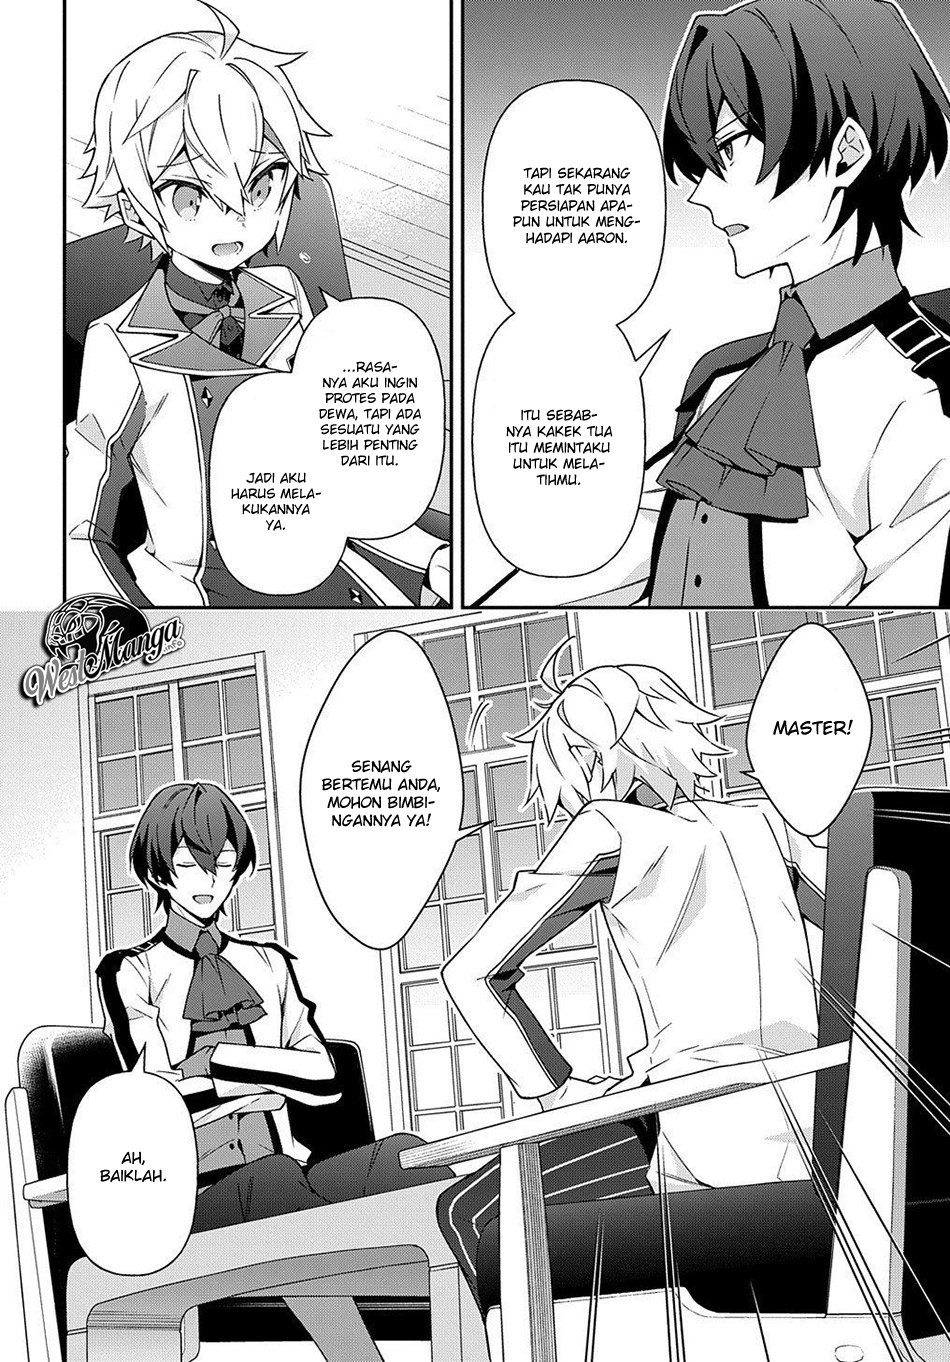 TAPI SEKARANG
KAU TAK PUNYA
PERSIAPAN APA-
PUN UNTUK MENG-
HADAPI AARON.
ITU SEBAB-
NYA KAKEK TUA
ITU MEMINTAKU
UNTUK MELA-
TIHMU.
...RASA-
NYA AKU INGIN
PROTES PADA
DEWA, TAPI ADA
SESUATU YANG
LEBIH PENTING
DARI ITU.
JADI AKU
HARUS MELA-
KUKANNYA
YA.
WestManga
.INFO
MASTER!
SENANG
BERTEMU ANDA,
MOHON BIMBI-
NGANNYA YA!
AH,
BAIKLAH.